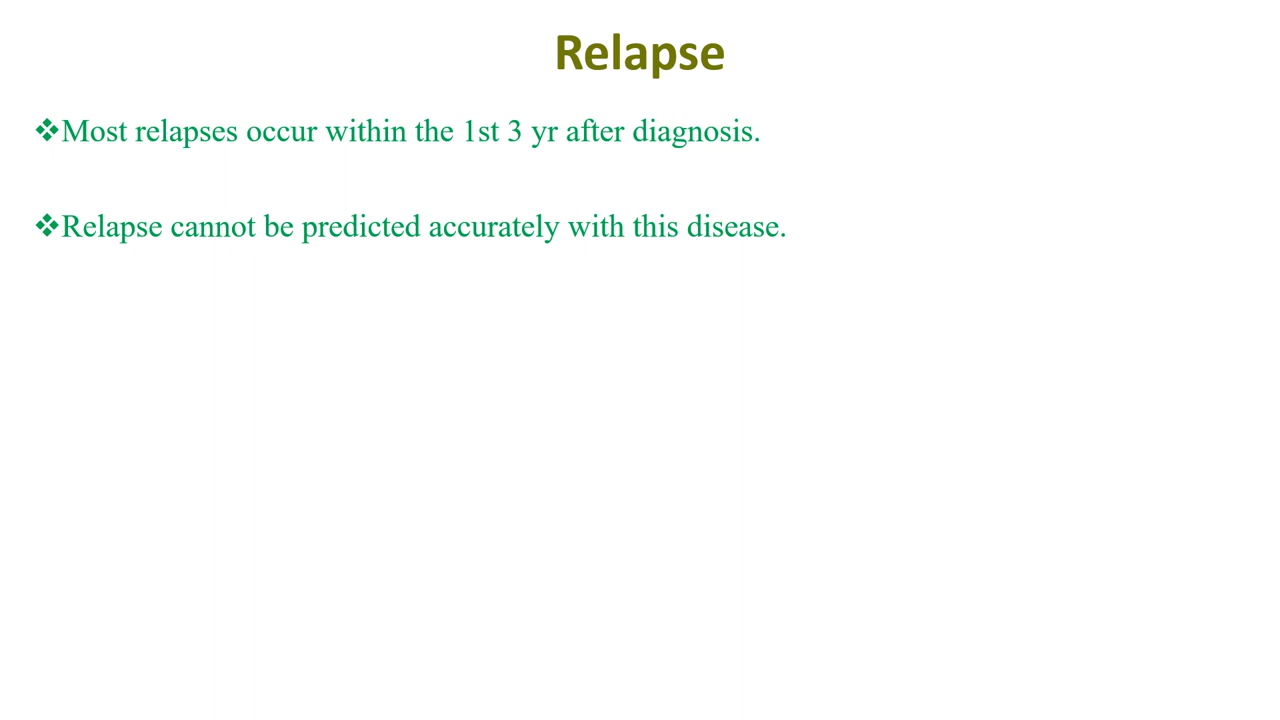 Relapse
❖Most relapses occur within the 1st 3 yr after diagnosis.
❖Relapse cannot be predicted accurately with this disease.